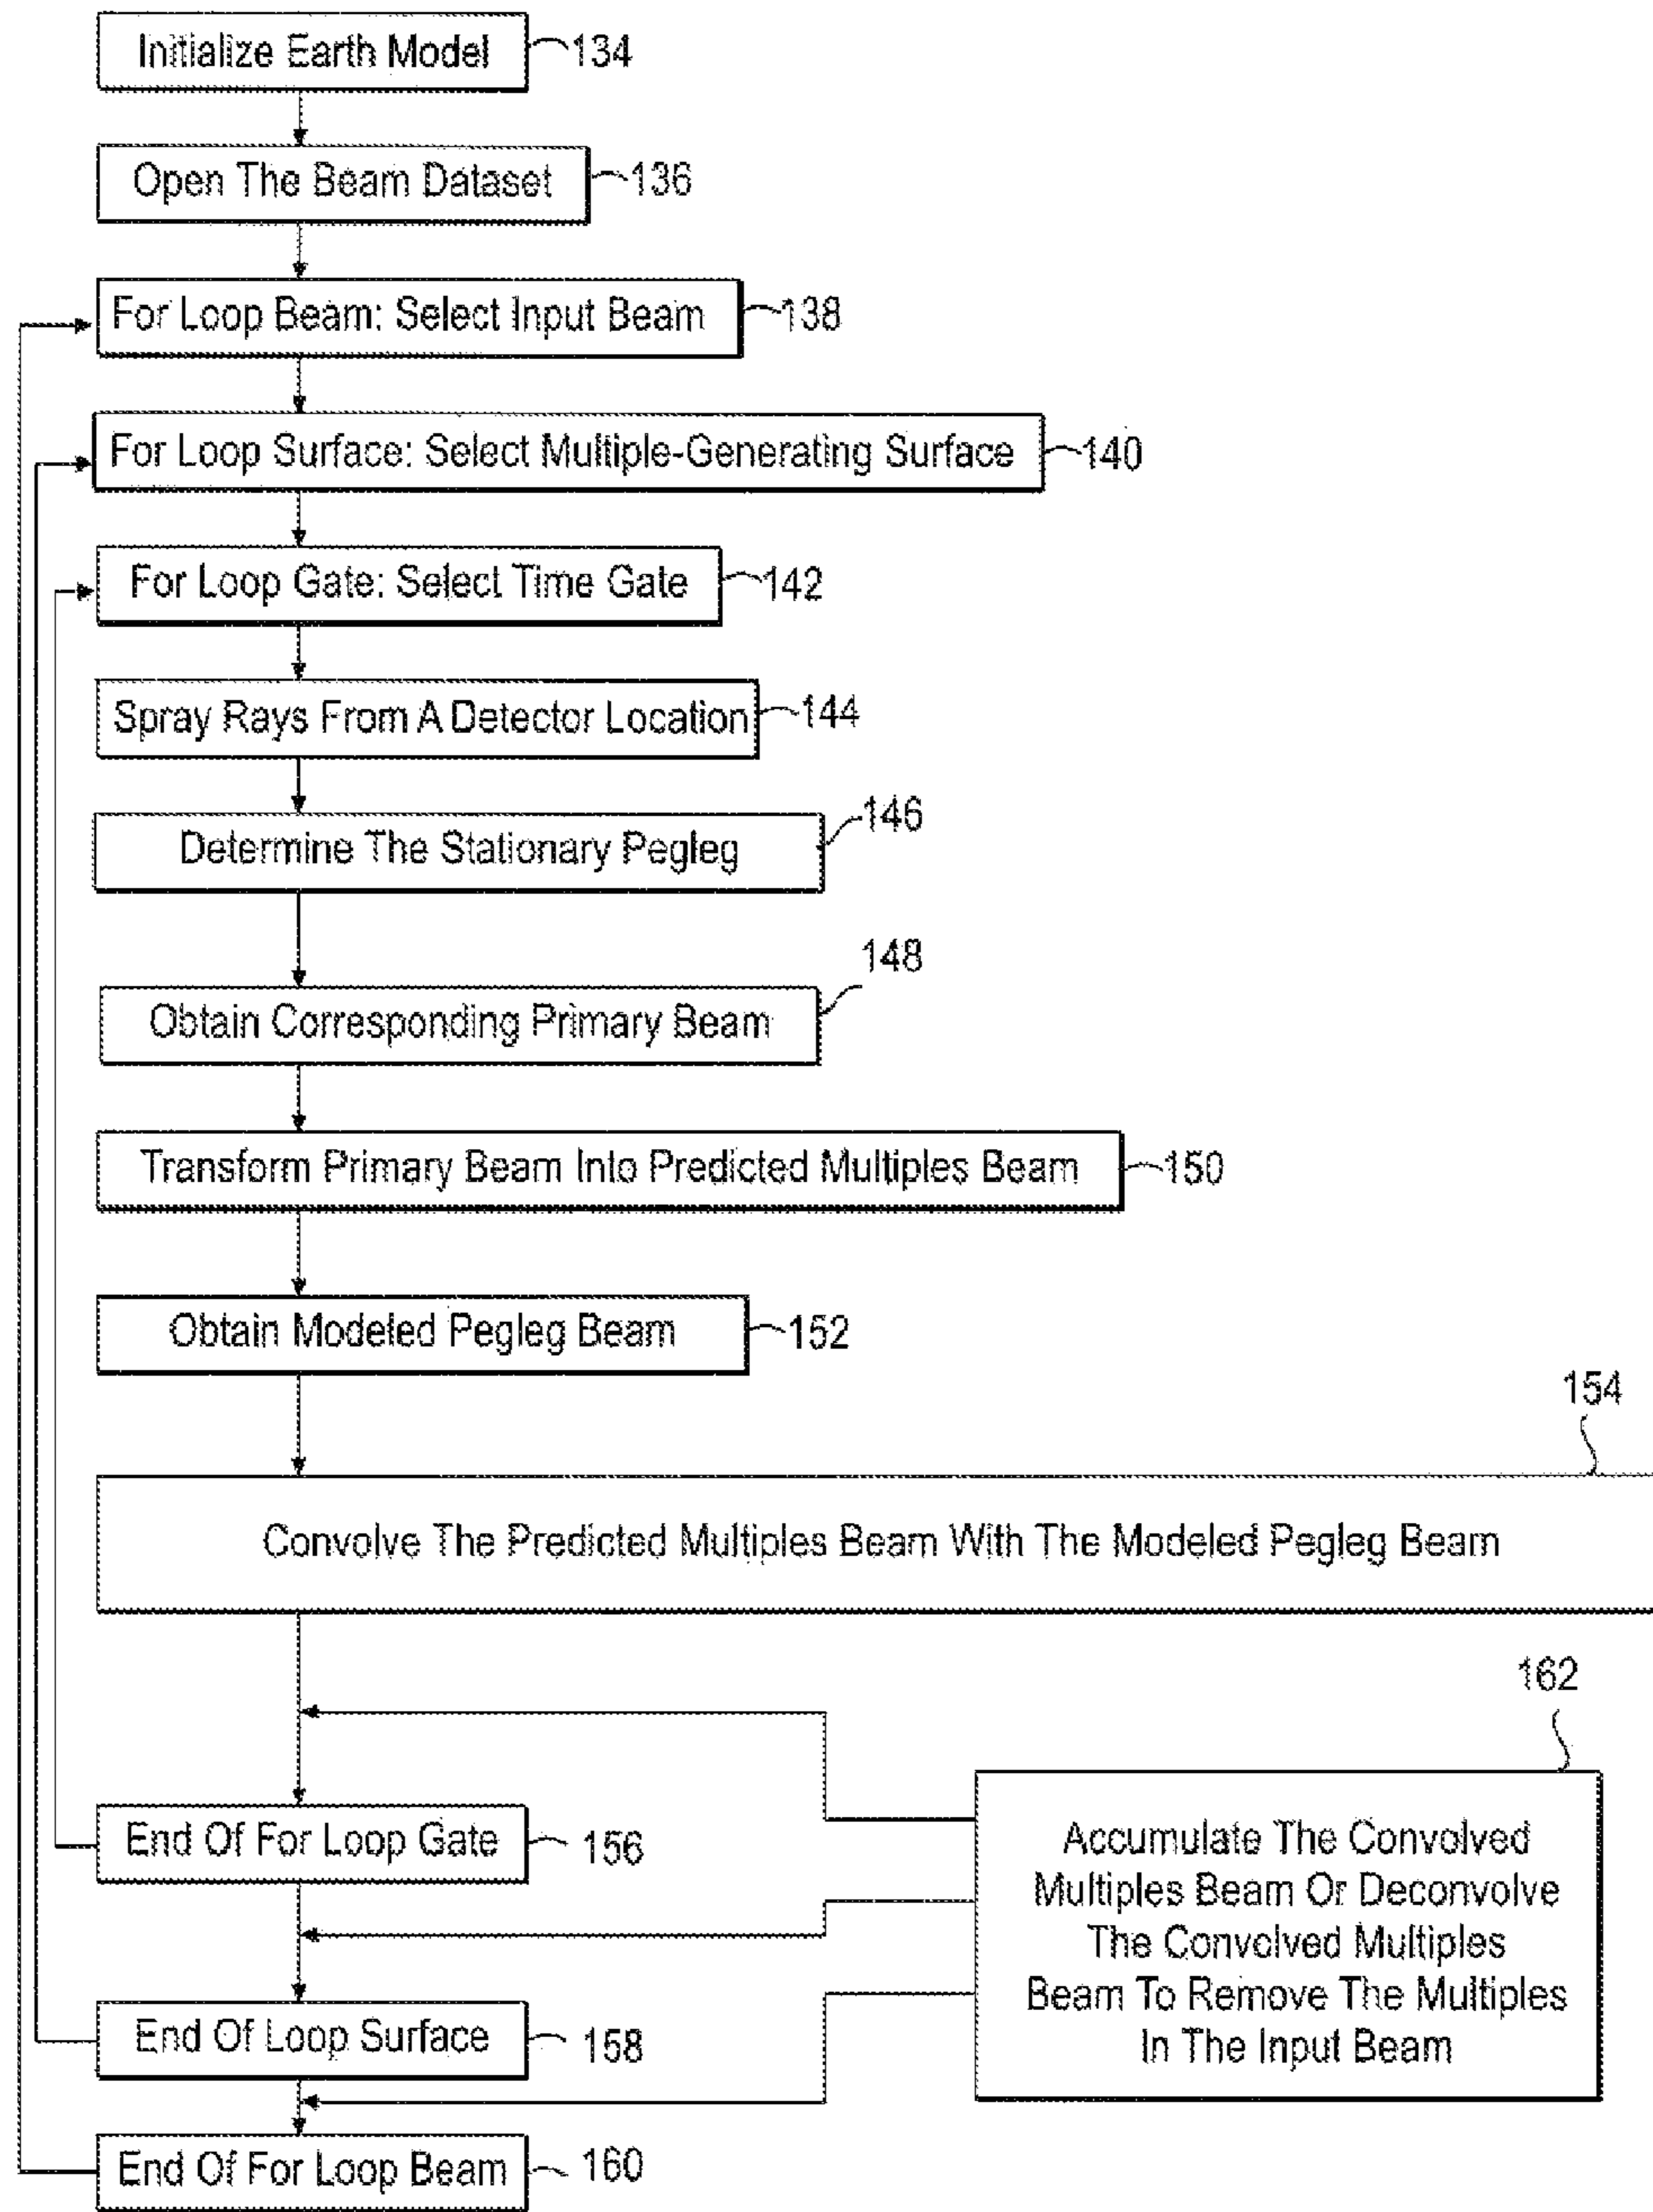 Initialize Earth Model 134
Open The Beam Dataset 136
For Loop Beam: Select Input Beam 138
For Loop Surface: Select Multiple-Generating Surface 140
For Loop Gate: Select Time Gate 142
Spray Rays From A Detector Location 144
Determine The Stationary Pegleg 146
Obtain Corresponding Primary Beam 148
Transform Primary Beam Into Predicted Multiples Beam 150
Obtain Modeled Pegleg Beam 152
154
Convolve The Predicted Multiples Beam With The Modeled Pegleg Beam
162
Accumulate The Convolved
Multiples Beam Or Deconvolve
The Convolved Multiples
Beam To Remove The Multiples
In The Input Beam
End Of For Loop Gate 156
End Of Loop Surface 158
End Of For Loop Beam 160